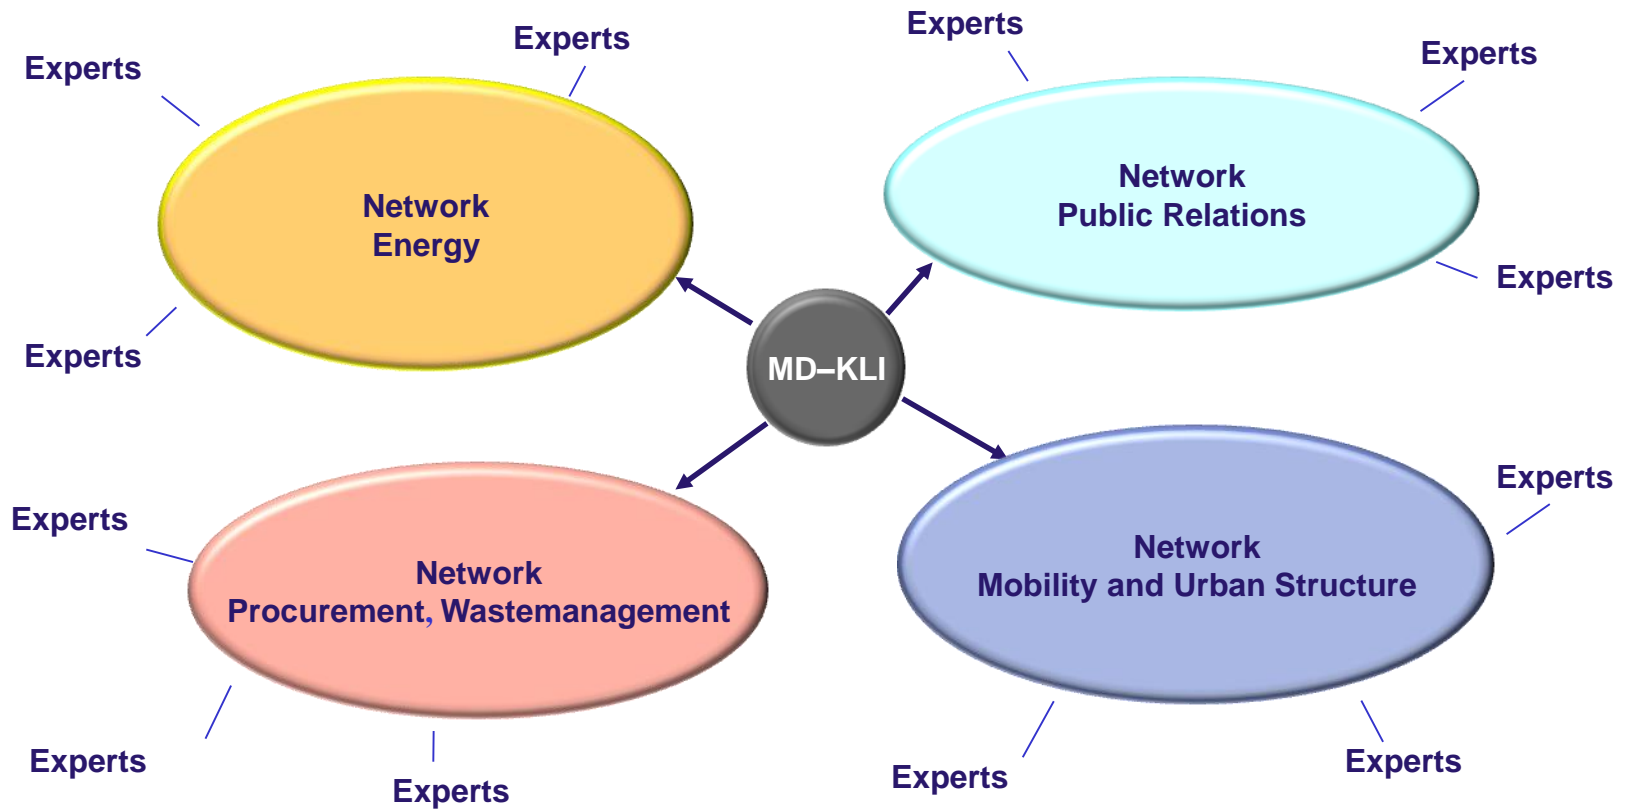 Experts
Experts
Experts
Experts
Network
Energy
Network
Public Relations
Experts
Experts
MD–KLI
Experts
Experts
Network
Procurement, Wastemanagement
Network
Mobility and Urban Structure
Experts
Experts
Experts
Experts